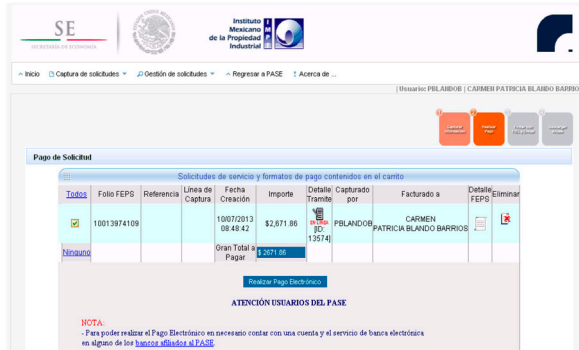 SE
SECRETARÍA DE ECONOMÍA
Instituto
Mexicano
de la Propiedad
Industrial
Inicio Captura de solicitudes Gestión de solicitudes Regresar a PASE Acerca de ...
| Usuario: PBLANDOB | CARMEN PATRICIA BLANDO BARRIO
Realizar
Pago
Pago de Solicitud
Solicitudes de servicio y formatos de pago contenidos en el carrito
Todos Folio FEPS Referencia Línea de Captura Fecha Creación Importe Detalle Tramite Capturado por Facturado a Detalle FEPS Eliminar
10013974109 10/07/2013 08:48:42 $2,671.86 EN LINEA [ID: 13574] PBLANDOB CARMEN PATRICIA BLANDO BARRIOS
Ninguno Gran Total a Pagar $ 2671.86
Realizar Pago Electrónico
ATENCIÓN USUARIOS DEL PASE
NOTA:
- Para poder realizar el Pago Electrónico en necesario contar con una cuenta y el servicio de banca electrónica
en alguno de los bancos afiliados al PASE.